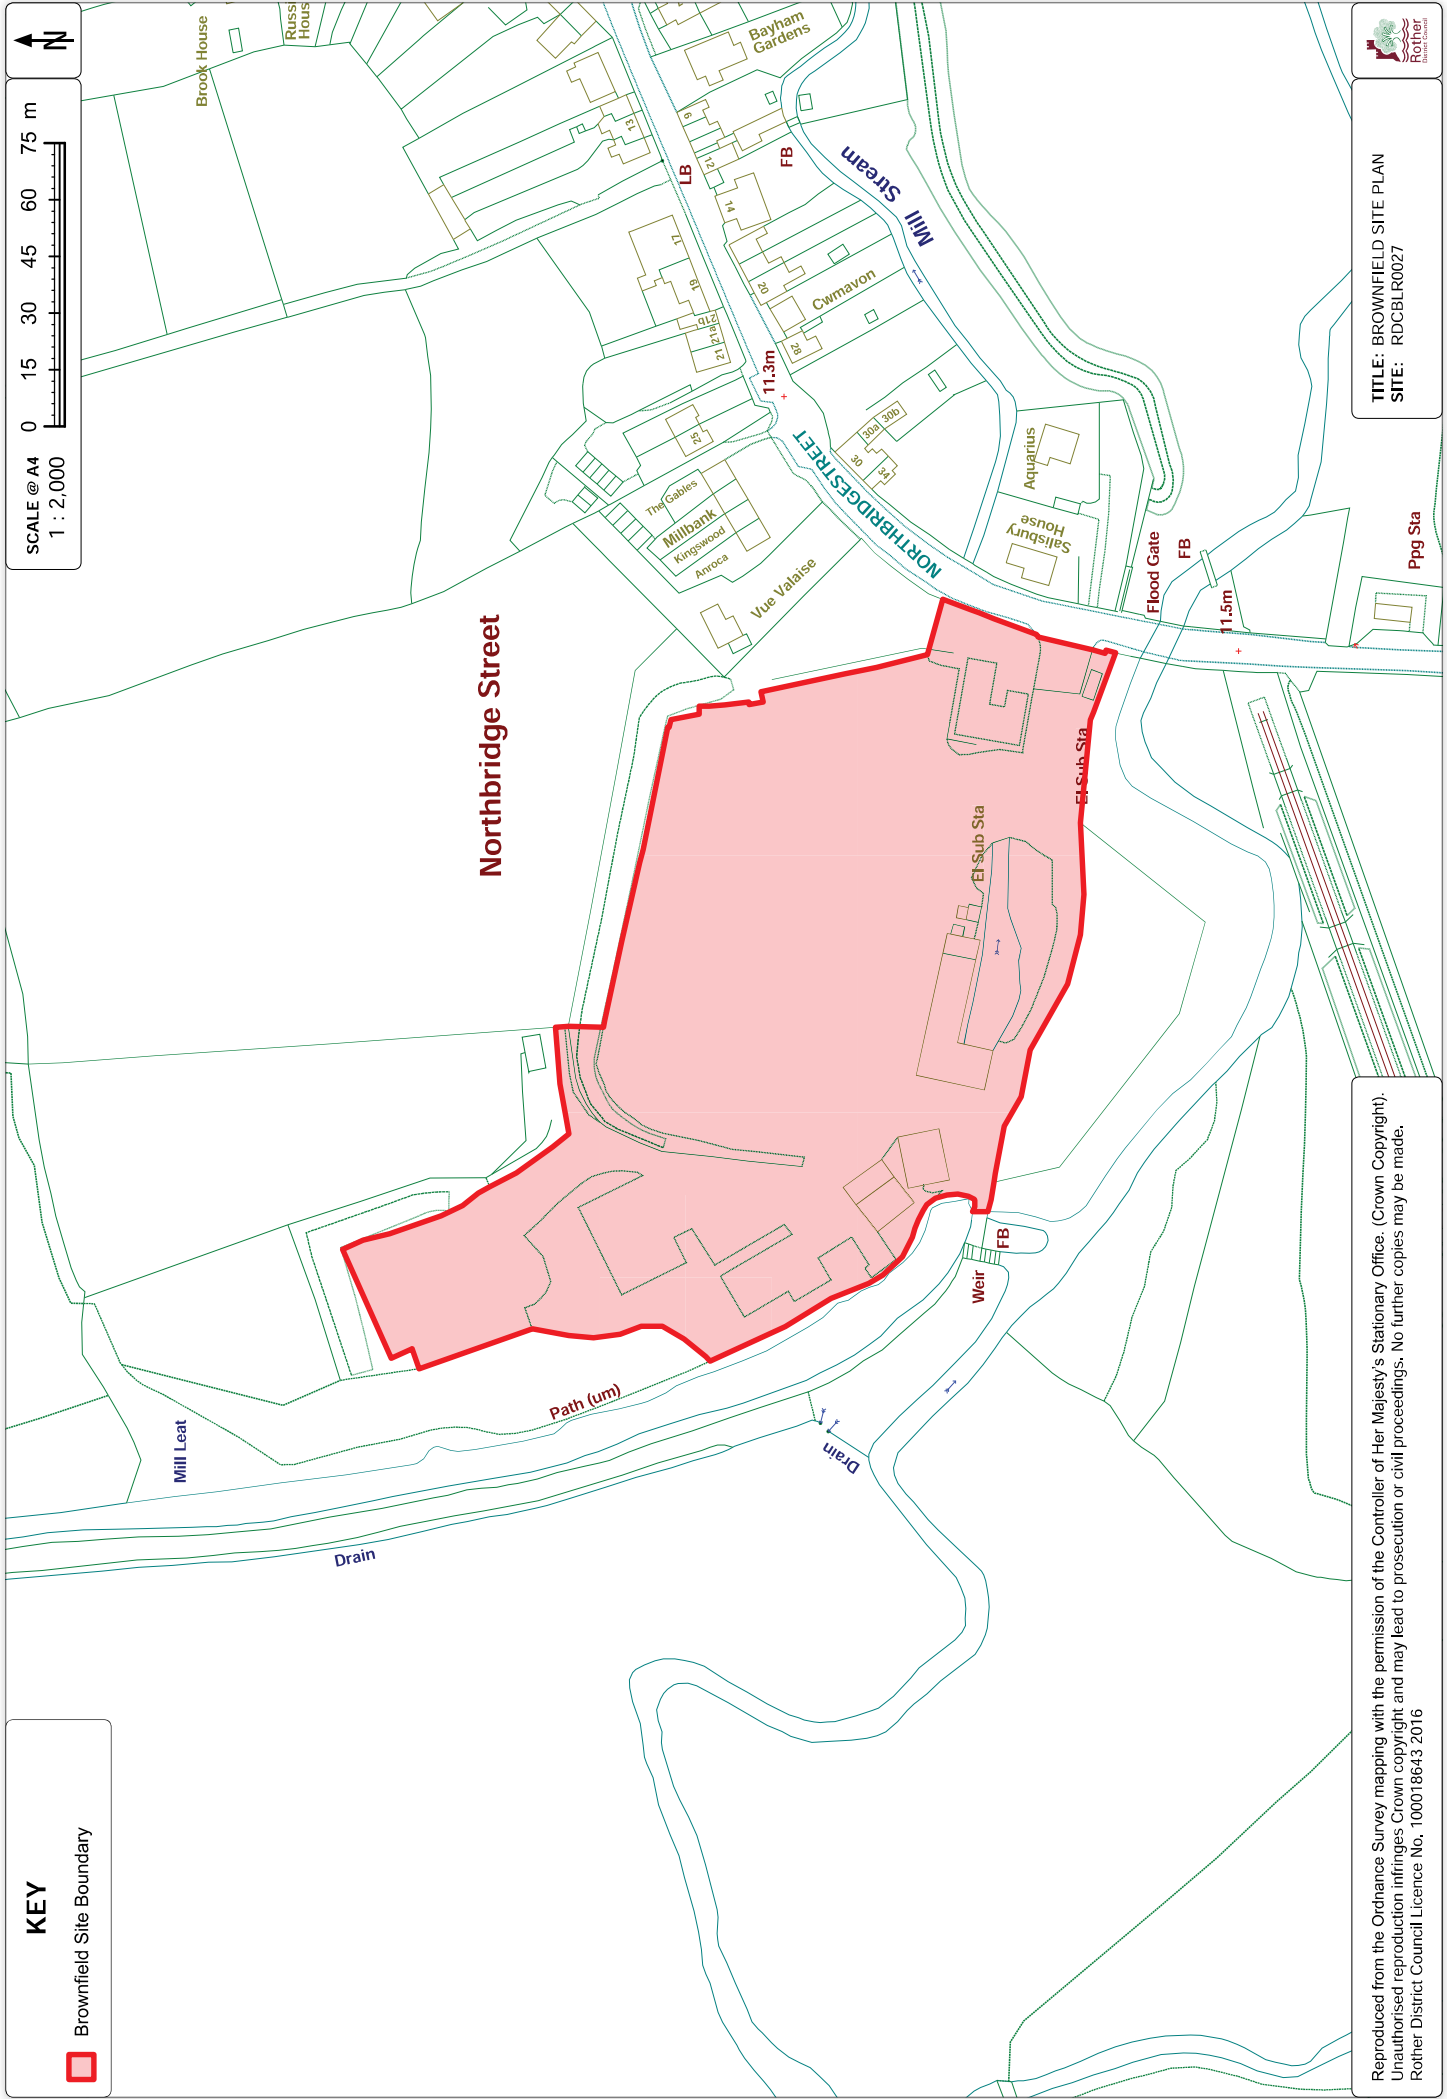 KEY
Brownfield Site Boundary
SCALE @ A4
1 : 2,000
0 15 30 45 60 75 m
N
Northbridge Street
Mill Leat
Drain
Path (um)
Drain
Weir
FB
El Sub Sta
El Sub Sta
Brook House
Bayham
Gardens
13
9
12
14
LB
FB
17
19
21b
21a
21
20
28
Cwmavon
Mill Stream
11.3m
25
The Gables
Millbank
Kingswood
Anroca
Vue Valaise
NORTHBRIDGESTREET
30
30a
30b
34
Aquarius
Salisbury
House
Flood Gate
FB
11.5m
Ppg Sta
Rother
District Council
TITLE: BROWNFIELD SITE PLAN
SITE: RDCBLR0027
Reproduced from the Ordnance Survey mapping with the permission of the Controller of Her Majesty's Stationary Office. (Crown Copyright).
Unauthorised reproduction infringes Crown copyright and may lead to prosecution or civil proceedings. No further copies may be made.
Rother District Council Licence No. 100018643 2016